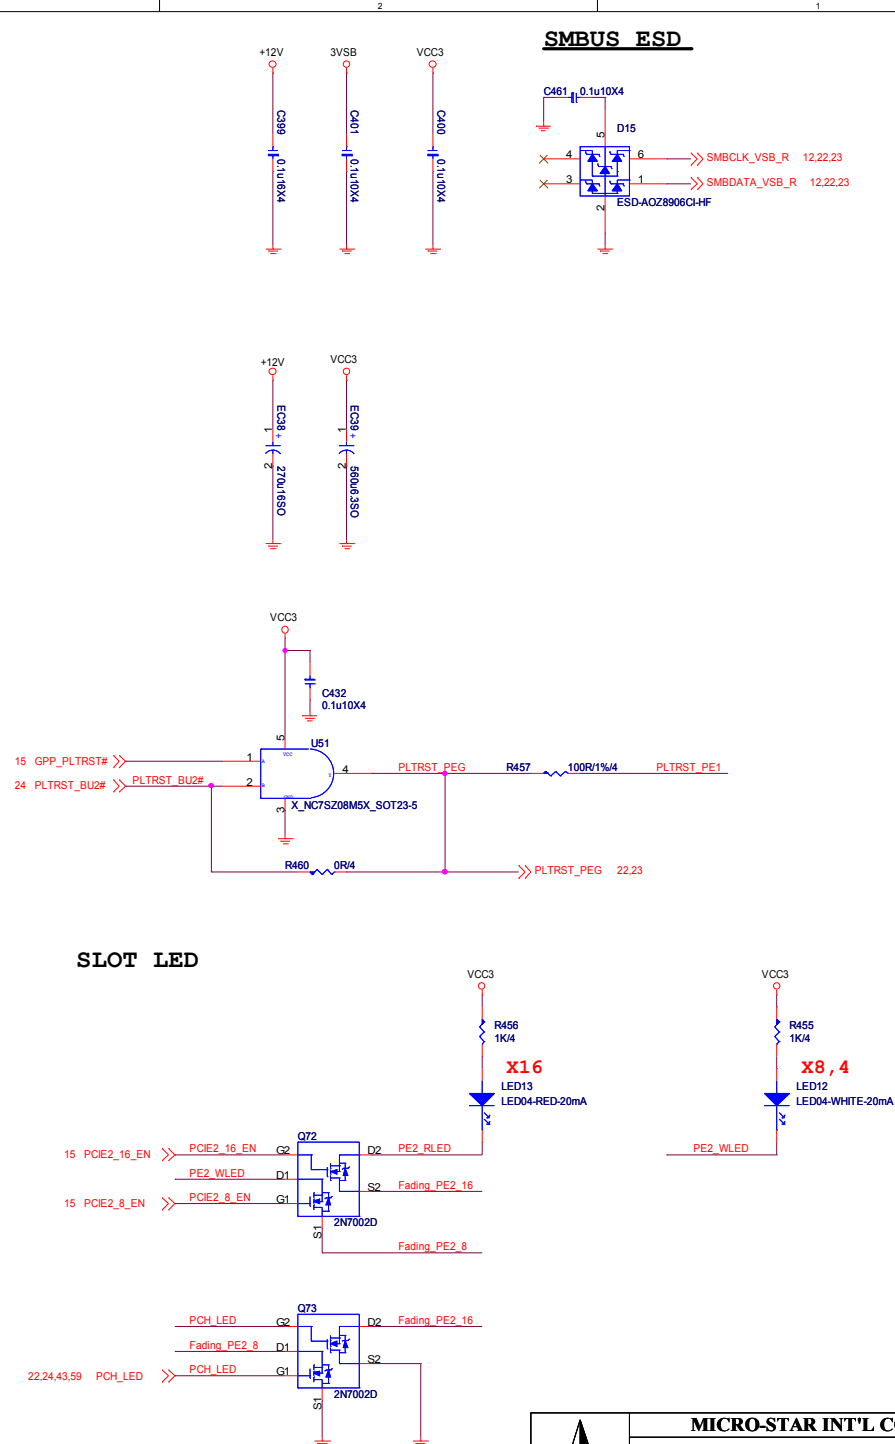 2 1
SMBUS ESD
+12V 3VSB VCC3
C399 0.1u16X4
C401 0.1u10X4
C400 0.1u10X4
C461 0.1u10X4
5 D15
4 6 SMBCLK_VSB_R 12,22,23
3 1 SMBDATA_VSB_R 12,22,23
2 ESD-AOZ8906CI-HF
+12V VCC3
1 EC38 + 2 270u16SO
1 EC39 + 2 560u6.3SO
VCC3
C432
0.1u10X4
5 U51
VCC
15 GPP_PLTRST# 1 A
4 PLTRST_PEG R457 100R/1%/4 PLTRST_PE1
24 PLTRST_BU2# PLTRST_BU2# 2 B
GND
3 X_NC7SZ08M5X_SOT23-5
R460 0R/4 PLTRST_PEG 22,23
SLOT LED
VCC3 VCC3
R456
1K/4
R455
1K/4
X16 X8,4
LED13
LED04-RED-20mA
LED12
LED04-WHITE-20mA
Q72
15 PCIE2_16_EN PCIE2_16_EN G2 D2 PE2_RLED PE2_WLED
PE2_WLED D1
S2 Fading_PE2_16
15 PCIE2_8_EN PCIE2_8_EN G1
S1 2N7002D
Fading_PE2_8
Q73
PCH_LED G2 D2 Fading_PE2_16
Fading_PE2_8 D1
S2
22,24,43,59 PCH_LED PCH_LED G1
S1 2N7002D
MICRO-STAR INT'L